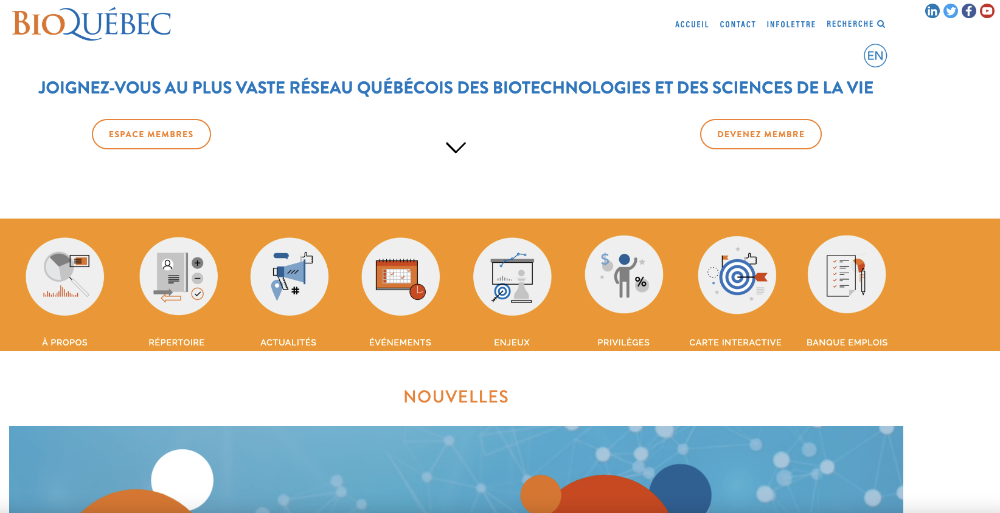 BIOQUÉBEC
ACCUEIL CONTACT INFOLETTRE RECHERCHE
EN
JOIGNEZ-VOUS AU PLUS VASTE RÉSEAU QUÉBÉCOIS DES BIOTECHNOLOGIES ET DES SCIENCES DE LA VIE
ESPACE MEMBRES DEVENEZ MEMBRE
À PROPOS RÉPERTOIRE ACTUALITÉS ÉVÉNEMENTS ENJEUX PRIVILÈGES CARTE INTERACTIVE BANQUE EMPLOIS
NOUVELLES